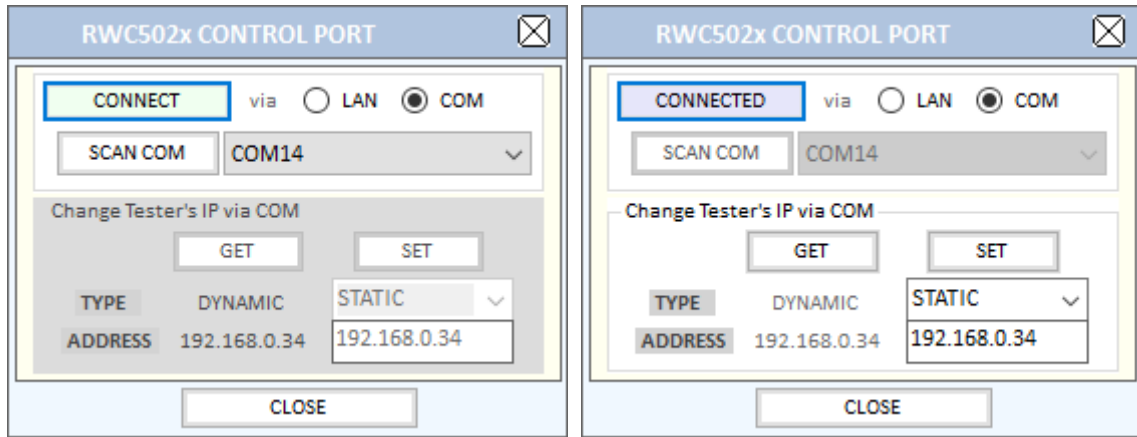 RWC502x CONTROL PORT
CONNECT via LAN COM
SCAN COM COM14
Change Tester's IP via COM
GET SET
TYPE DYNAMIC STATIC
ADDRESS 192.168.0.34 192.168.0.34
CLOSE
RWC502x CONTROL PORT
CONNECTED via LAN COM
SCAN COM COM14
Change Tester's IP via COM
GET SET
TYPE DYNAMIC STATIC
ADDRESS 192.168.0.34 192.168.0.34
CLOSE